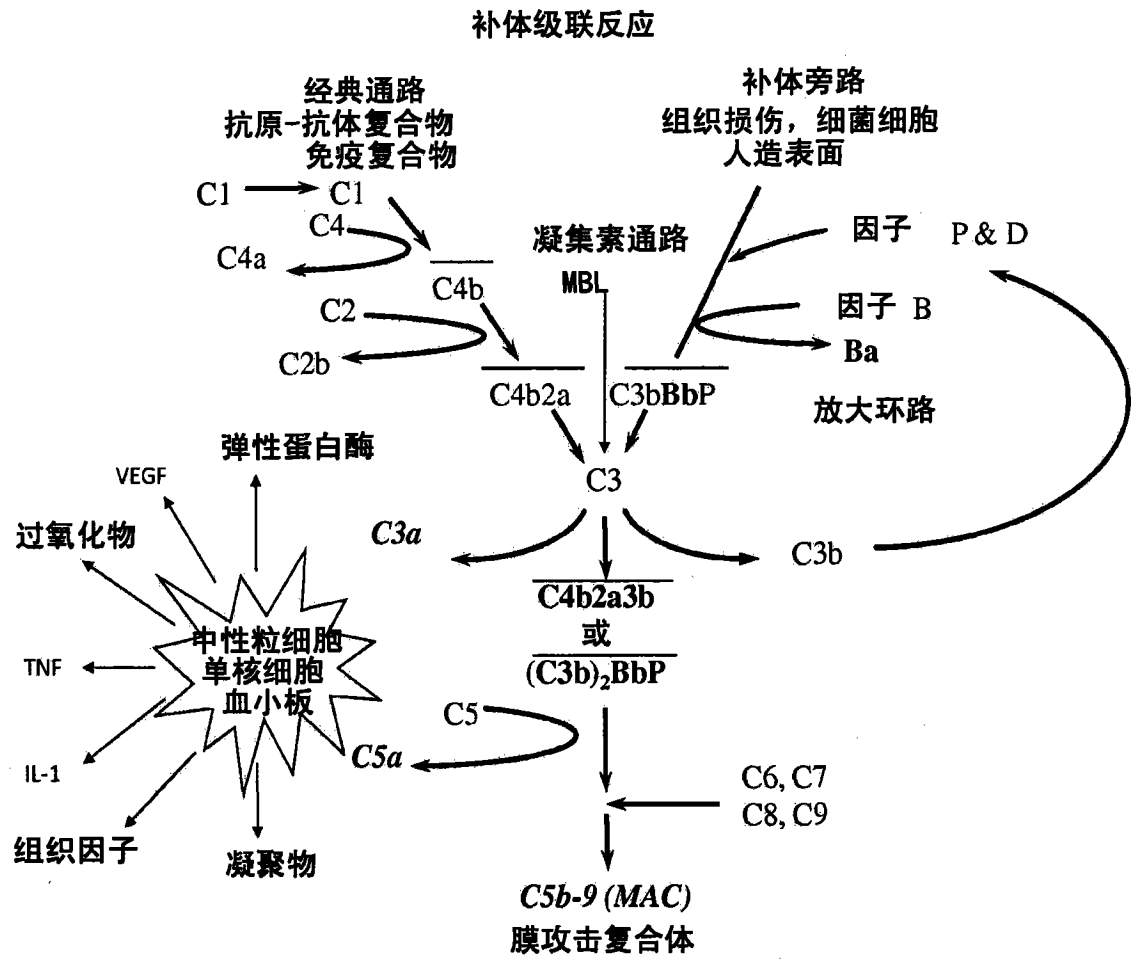 补体级联反应
经典通路
抗原-抗体复合物
免疫复合物
补体旁路
组织损伤，细菌细胞
人造表面
C1
C1
C4
C4a
C4b
凝集素通路
MBL
因子 P & D
C2
C2b
因子 B
Ba
C4b2a
C3bBbP
放大环路
C3
C3a
C3b
C4b2a3b
或
(C3b)₂BbP
弹性蛋白酶
VEGF
过氧化物
中性粒细胞
单核细胞
血小板
TNF
IL-1
组织因子
凝聚物
C5
C5a
C6, C7
C8, C9
C5b-9 (MAC)
膜攻击复合体